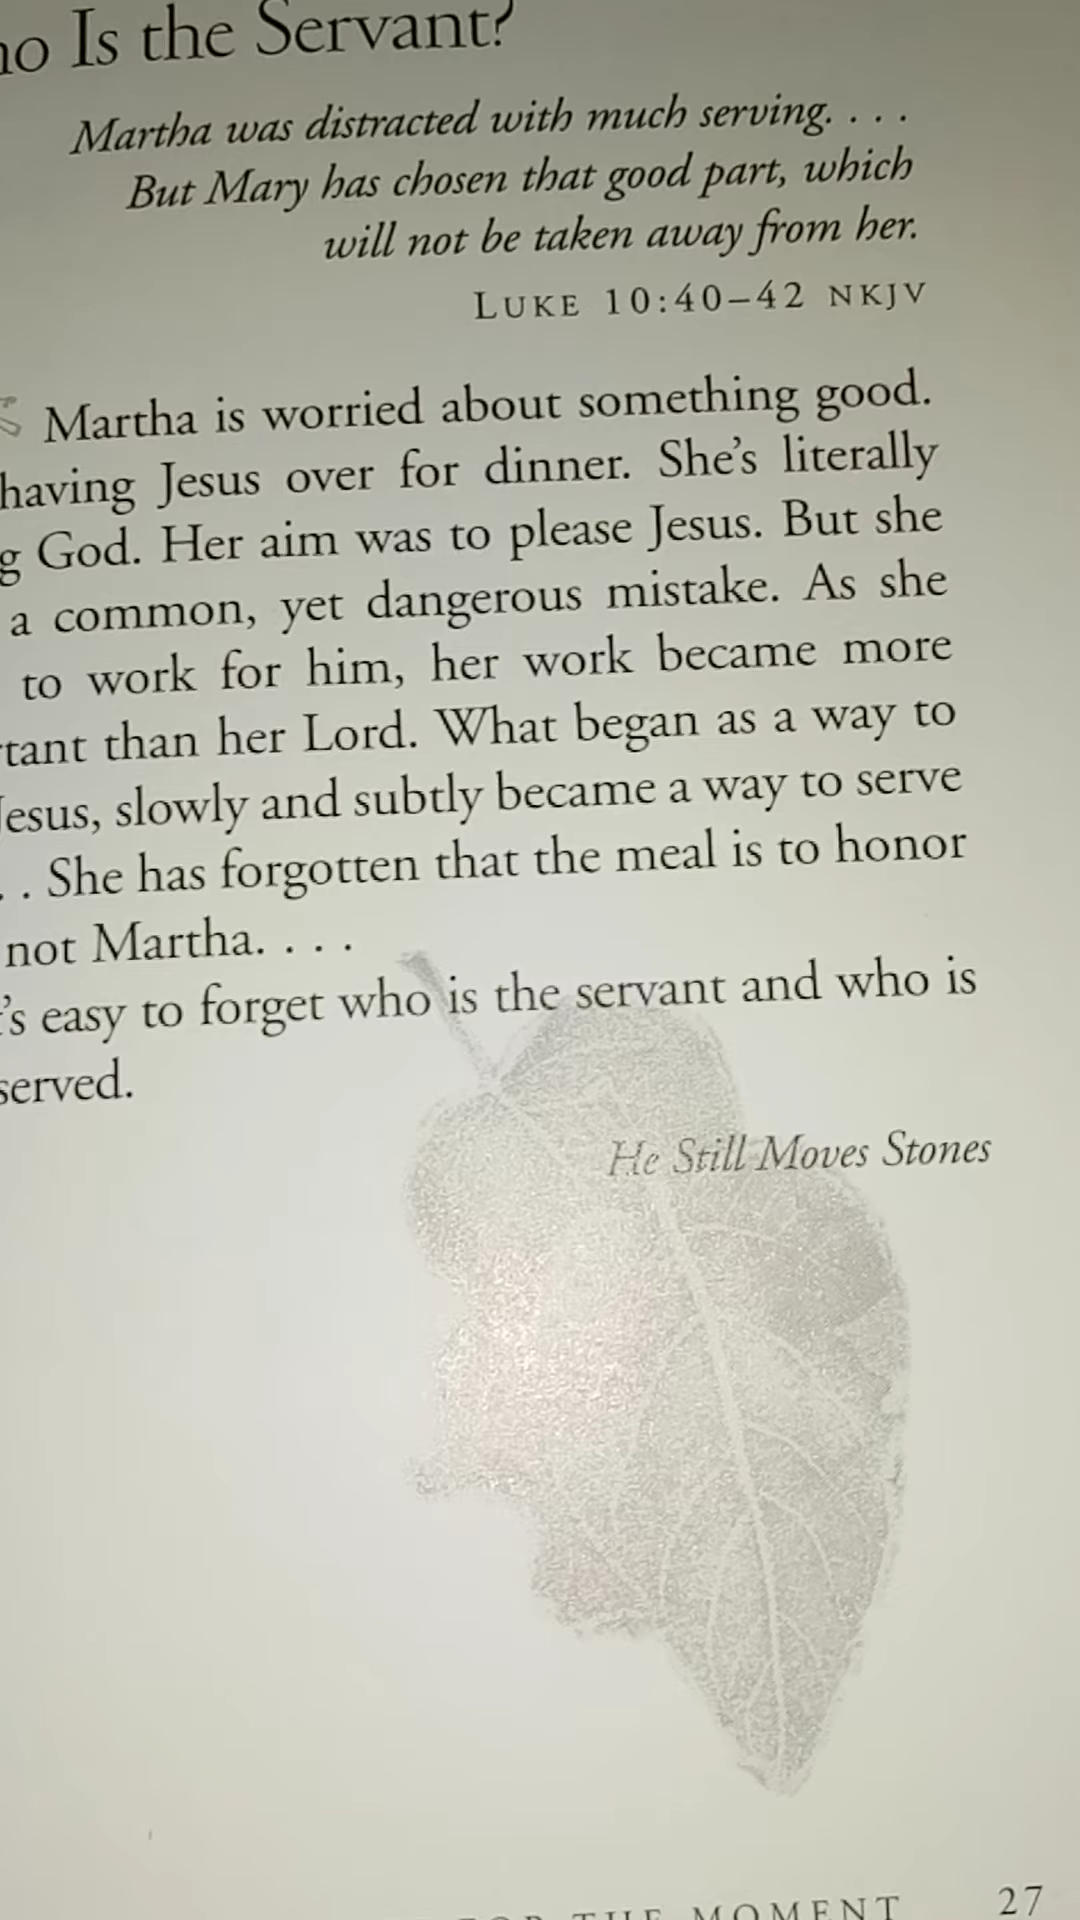 Is the Servant?
Martha was distracted with much serving. . . .
But Mary has chosen that good part, which
will not be taken away from her.
LUKE 10:40–42 NKJV
Martha is worried about something good.
having Jesus over for dinner. She’s literally
God. Her aim was to please Jesus. But she
a common, yet dangerous mistake. As she
to work for him, her work became more
than her Lord. What began as a way to
Jesus, slowly and subtly became a way to serve
. . She has forgotten that the meal is to honor
not Martha. . . .
’s easy to forget who is the servant and who is
served.
He Still Moves Stones
FOR THE MOMENT 27